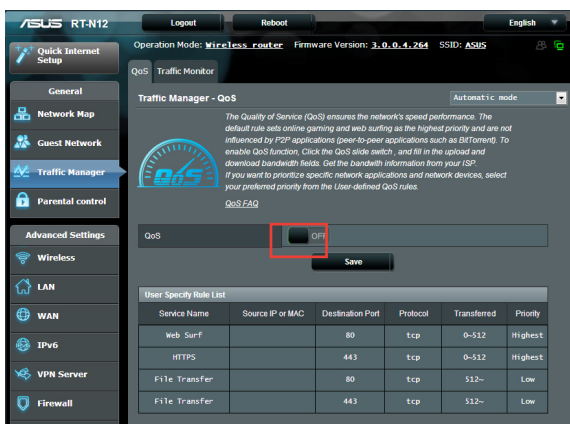 ASUS RT-N12 Logout Reboot English
Quick Internet Setup
Operation Mode: Wireless router Firmware Version: 3.0.0.4.264 SSID: ASUS
QoS Traffic Monitor
General
Network Map
Guest Network
Traffic Manager
Parental control
Advanced Settings
Wireless
LAN
WAN
IPv6
VPN Server
Firewall
Traffic Manager - QoS Automatic mode
QoS
The Quality of Service (QoS) ensures the network's speed performance. The
default rule sets online gaming and web surfing as the highest priority and are not
influenced by P2P applications (peer-to-peer applications such as BitTorrent). To
enable QoS function, Click the QoS slide switch , and fill in the upload and
download bandwidth fields. Get the bandwith information from your ISP.
If you want to prioritize specific network applications and network devices, select
your preferred priority from the User-defined QoS rules.
QoS FAQ
QoS OFF
Save
User Specify Rule List
Service Name Source IP or MAC Destination Port Protocol Transferred Priority
Web Surf 80 tcp 0~512 Highest
HTTPS 443 tcp 0~512 Highest
File Transfer 80 tcp 512~ Low
File Transfer 443 tcp 512~ Low